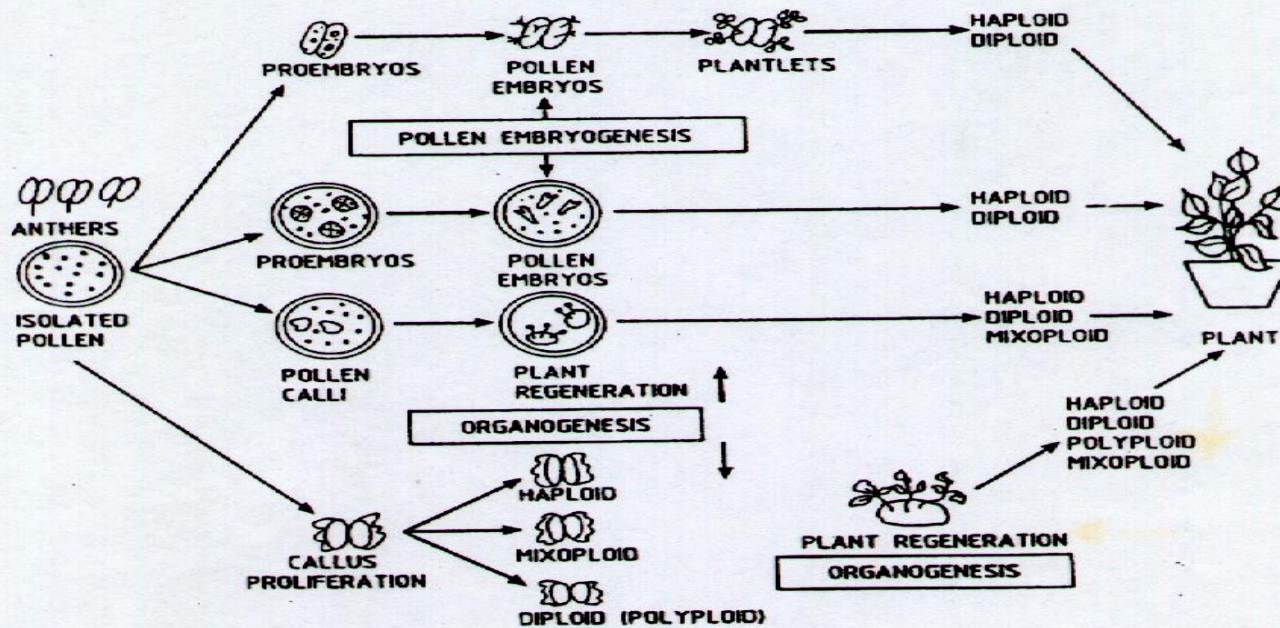 PROEMBRYOS
POLLEN
EMBRYOS
PLANTLETS
HAPLOID
DIPLOID
POLLEN EMBRYOGENESIS
ANTHERS
ISOLATED
POLLEN
PROEMBRYOS
POLLEN
EMBRYOS
HAPLOID
DIPLOID
POLLEN
CALLI
PLANT
REGENERATION
HAPLOID
DIPLOID
MIXOPLOID
PLANT
ORGANOGENESIS
CALLUS
PROLIFERATION
HAPLOID
MIXOPLOID
DIPLOID (POLYPLOID)
PLANT REGENERATION
ORGANOGENESIS
HAPLOID
DIPLOID
POLYPLOID
MIXOPLOID